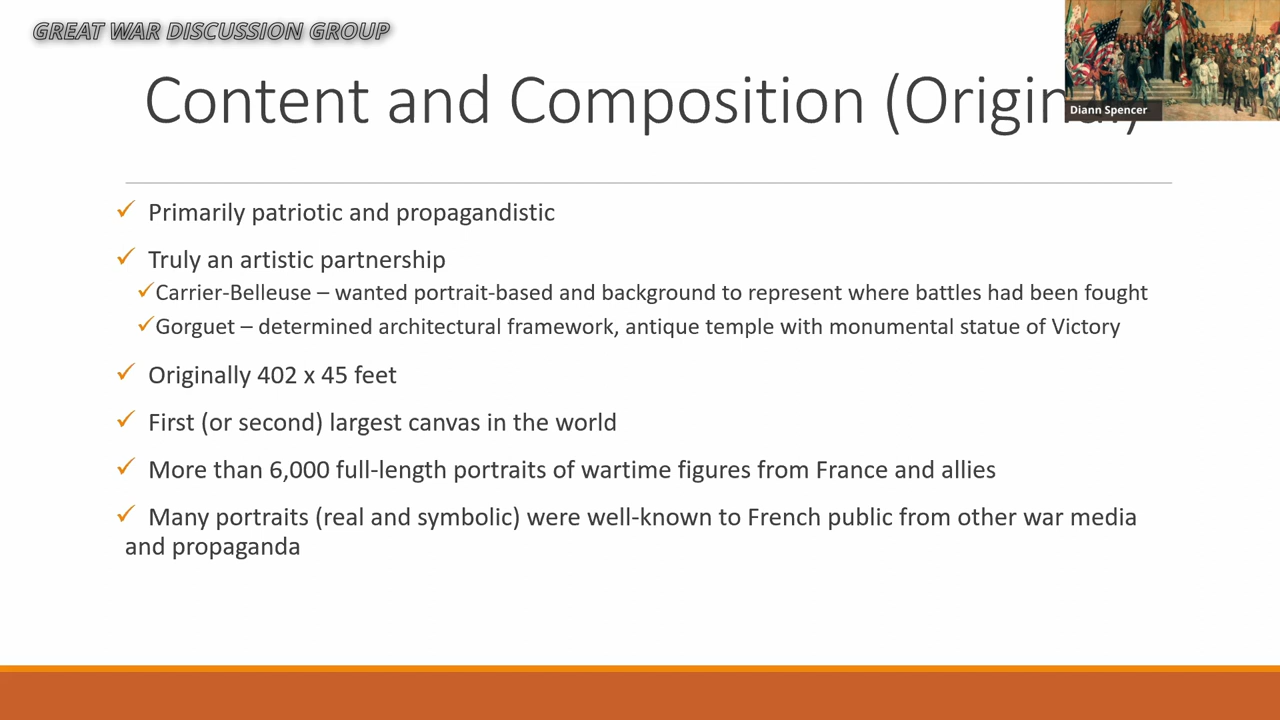 GREAT WAR DISCUSSION GROUP
Content and Composition (Original)
Diann Spencer
✓ Primarily patriotic and propagandistic
✓ Truly an artistic partnership
✓Carrier-Belleuse – wanted portrait-based and background to represent where battles had been fought
✓Gorguet – determined architectural framework, antique temple with monumental statue of Victory
✓ Originally 402 x 45 feet
✓ First (or second) largest canvas in the world
✓ More than 6,000 full-length portraits of wartime figures from France and allies
✓ Many portraits (real and symbolic) were well-known to French public from other war media
and propaganda